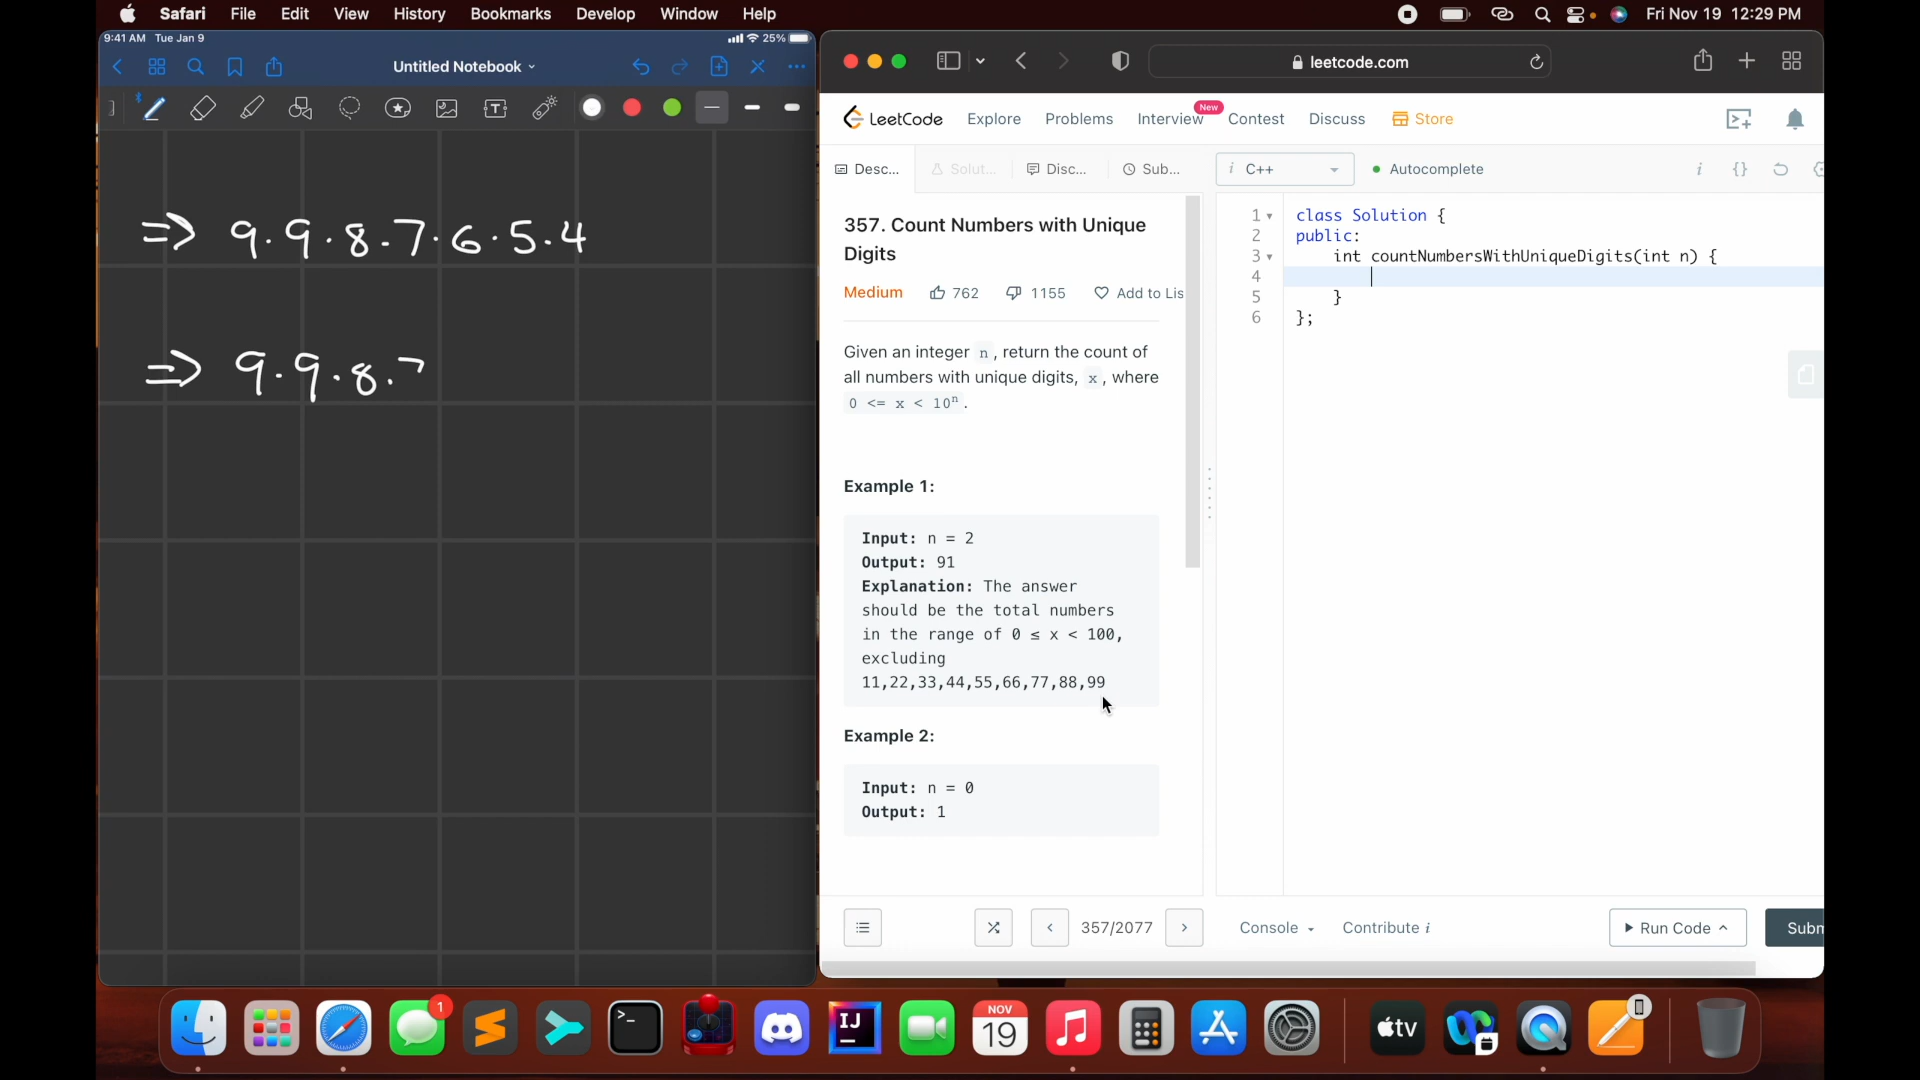 Safari File Edit View History Bookmarks Develop Window Help Fri Nov 19 12:29 PM
9:41 AM Tue Jan 9 25%
Untitled Notebook
T
=> 9.9.8.7.6.5.4
=> 9.9.8.7
leetcode.com
LeetCode Explore Problems Interview New Contest Discuss Store
Desc... Solut... Disc... Sub... i C++ Autocomplete i {}
357. Count Numbers with Unique
Digits
Medium 762 1155 Add to Lis
Given an integer n, return the count of
all numbers with unique digits, x, where
0 <= x < 10ⁿ.
Example 1:
Input: n = 2
Output: 91
Explanation: The answer
should be the total numbers
in the range of 0 ≤ x < 100,
excluding
11,22,33,44,55,66,77,88,99
Example 2:
Input: n = 0
Output: 1
1 class Solution {
2 public:
3 int countNumbersWithUniqueDigits(int n) {
4
5 }
6 };
357/2077 Console Contribute i Run Code Subm
1
IJ
NOV
19
tv